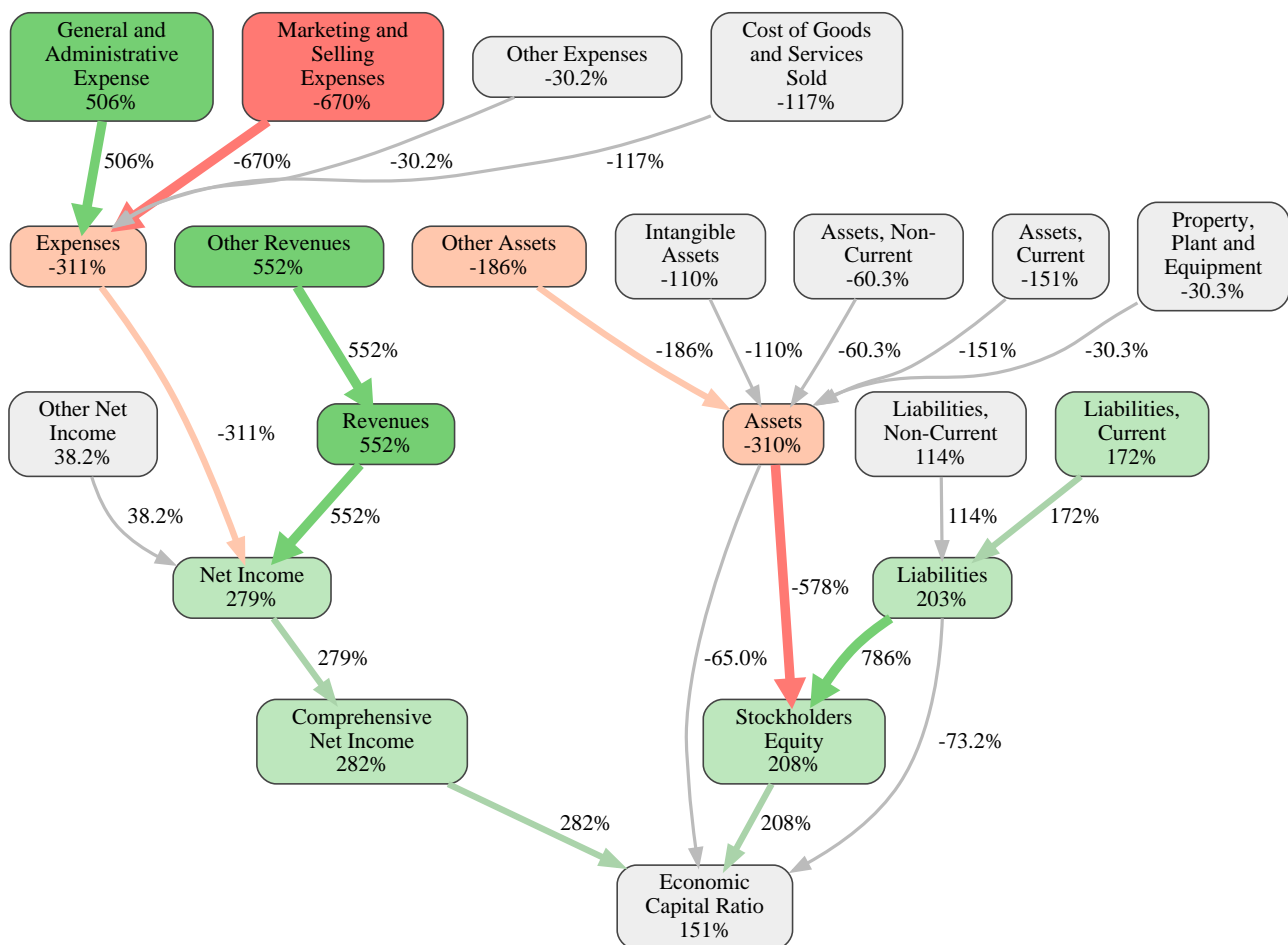 General and
Administrative
Expense
506%
Marketing and
Selling
Expenses
-670%
Other Expenses
-30.2%
Cost of Goods
and Services
Sold
-117%
506%
-670%
-30.2%
-117%
Expenses
-311%
Other Revenues
552%
Other Assets
-186%
Intangible
Assets
-110%
Assets, Non-
Current
-60.3%
Assets,
Current
-151%
Property,
Plant and
Equipment
-30.3%
552%
-186%
-110%
-60.3%
-151%
-30.3%
Other Net
Income
38.2%
-311%
Revenues
552%
Assets
-310%
Liabilities,
Non-Current
114%
Liabilities,
Current
172%
38.2%
552%
114%
172%
Net Income
279%
-578%
Liabilities
203%
279%
-65.0%
786%
Comprehensive
Net Income
282%
Stockholders
Equity
208%
-73.2%
282%
208%
Economic
Capital Ratio
151%